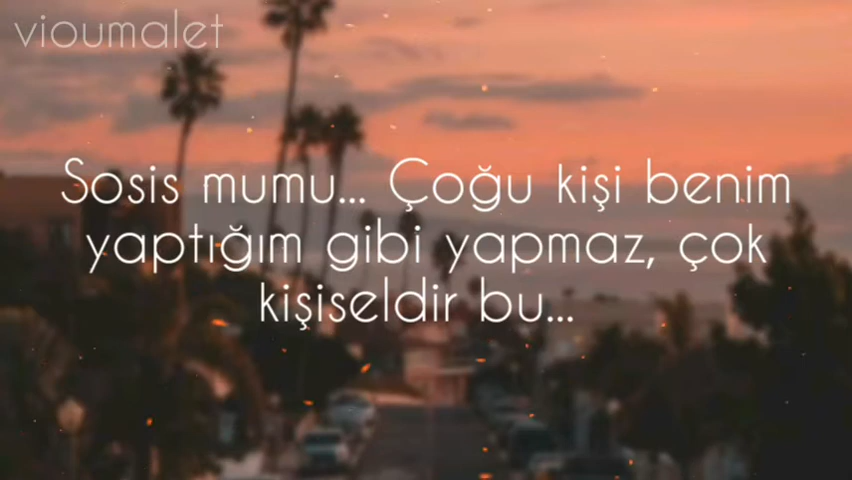 vioumalet
Sosis mumu... Çoğu kişi benim
yaptığım gibi yapmaz, çok
kişiseldir bu...